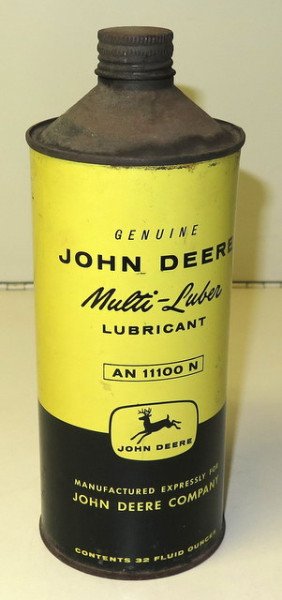 GENUINE
JOHN DEERE
Multi-Luber
LUBRICANT
AN 11100 N
JOHN DEERE
MANUFACTURED EXPRESSLY FOR
JOHN DEERE COMPANY
CONTENTS 32 FLUID OUNCES